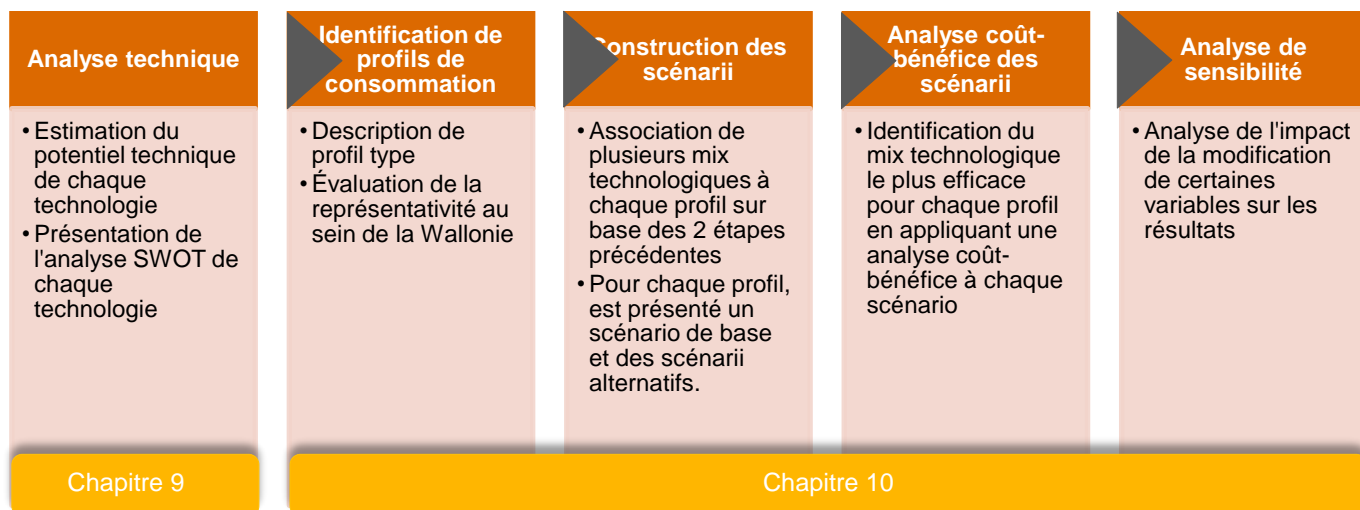 Analyse technique
• Estimation du
potentiel technique
de chaque
technologie
• Présentation de
l'analyse SWOT de
chaque
technologie
Identification de
profils de
consommation
• Description de
profil type
• Évaluation de la
représentativité au
sein de la Wallonie
Construction des
scénarii
• Association de
plusieurs mix
technologiques à
chaque profil sur
base des 2 étapes
précédentes
• Pour chaque profil,
est présenté un
scénario de base
et des scénarii
alternatifs.
Analyse coût-
bénéfice des
scénarii
• Identification du
mix technologique
le plus efficace
pour chaque profil
en appliquant une
analyse coût-
bénéfice à chaque
scénario
Analyse de
sensibilité
• Analyse de l'impact
de la modification
de certaines
variables sur les
résultats
Chapitre 9
Chapitre 10